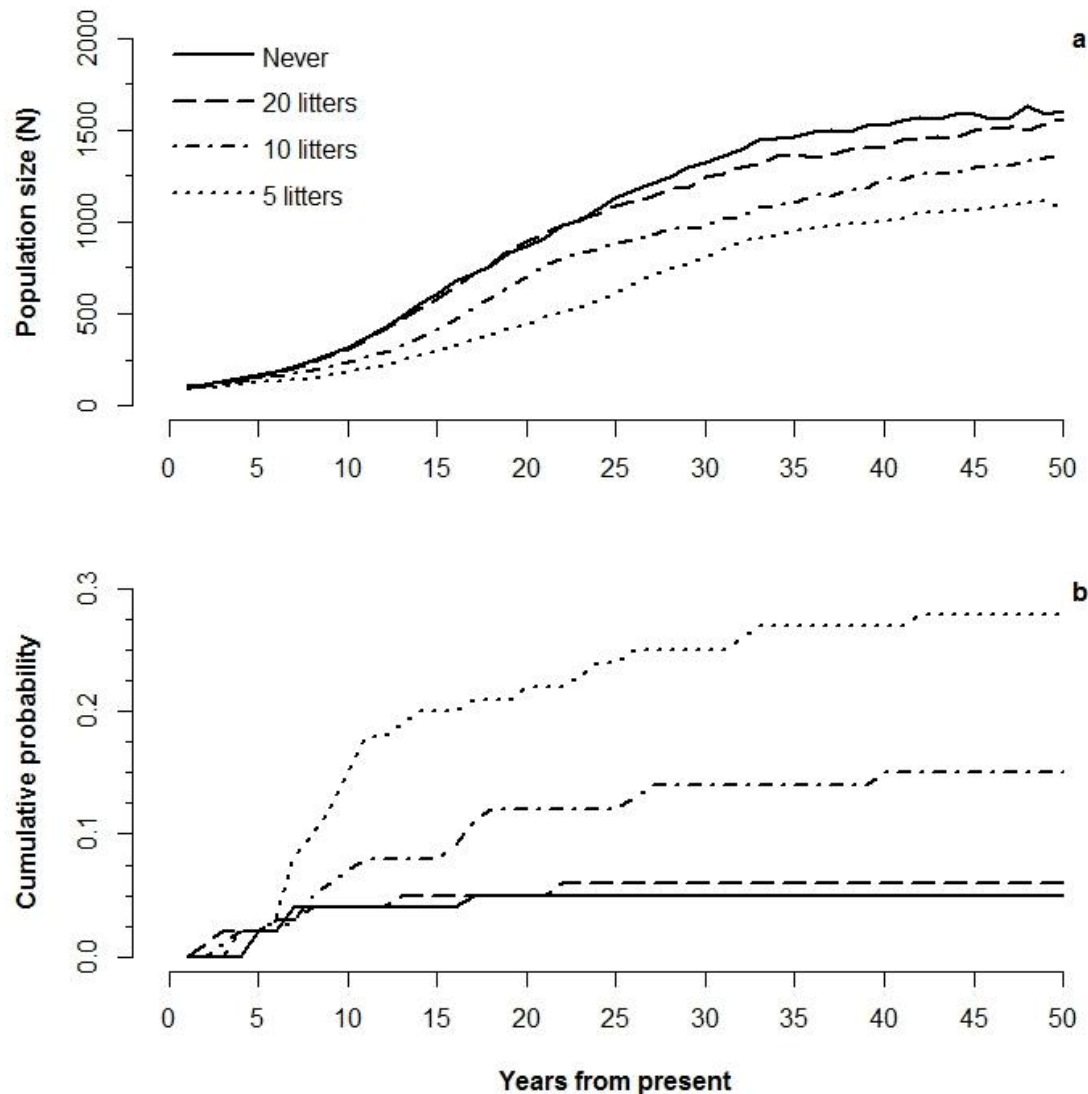 a
Population size (N)
2000
1500
1000
500
0
Never
20 litters
10 litters
5 litters
0 5 10 15 20 25 30 35 40 45 50
b
Cumulative probability
0.3
0.2
0.1
0.0
0 5 10 15 20 25 30 35 40 45 50
Years from present